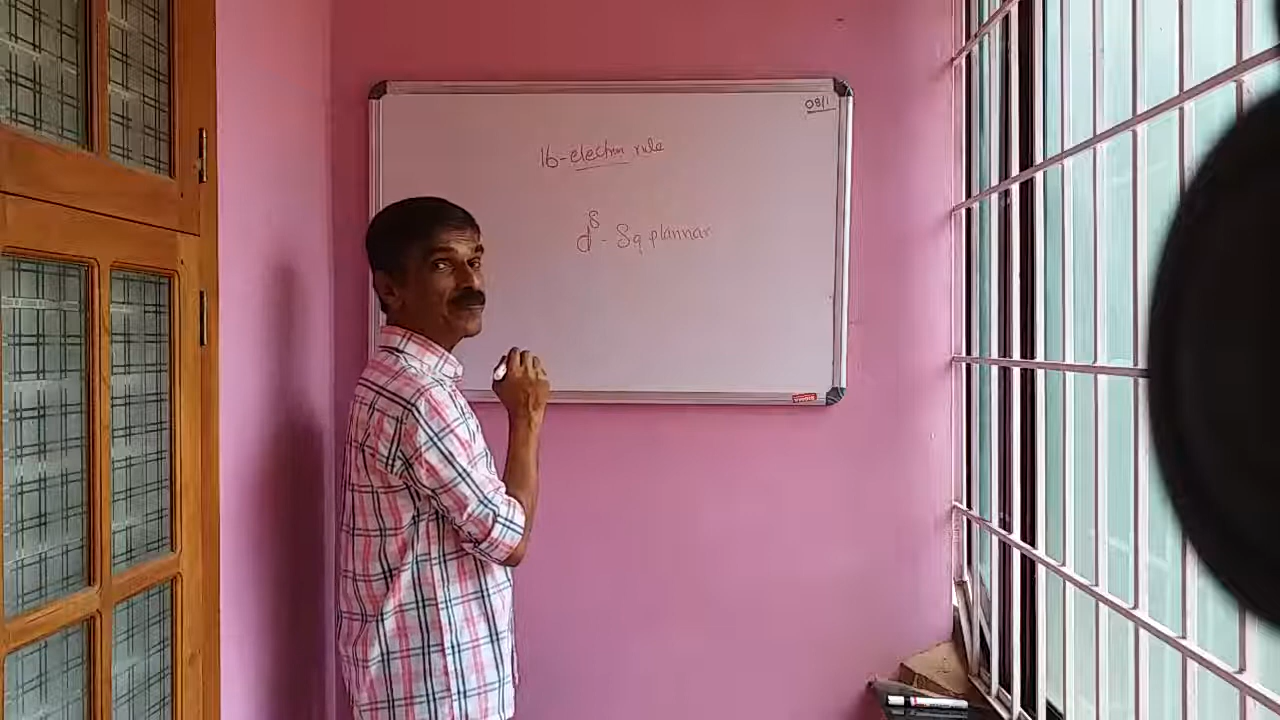 08/1
16-electron rule
d⁸ - Sq plannar